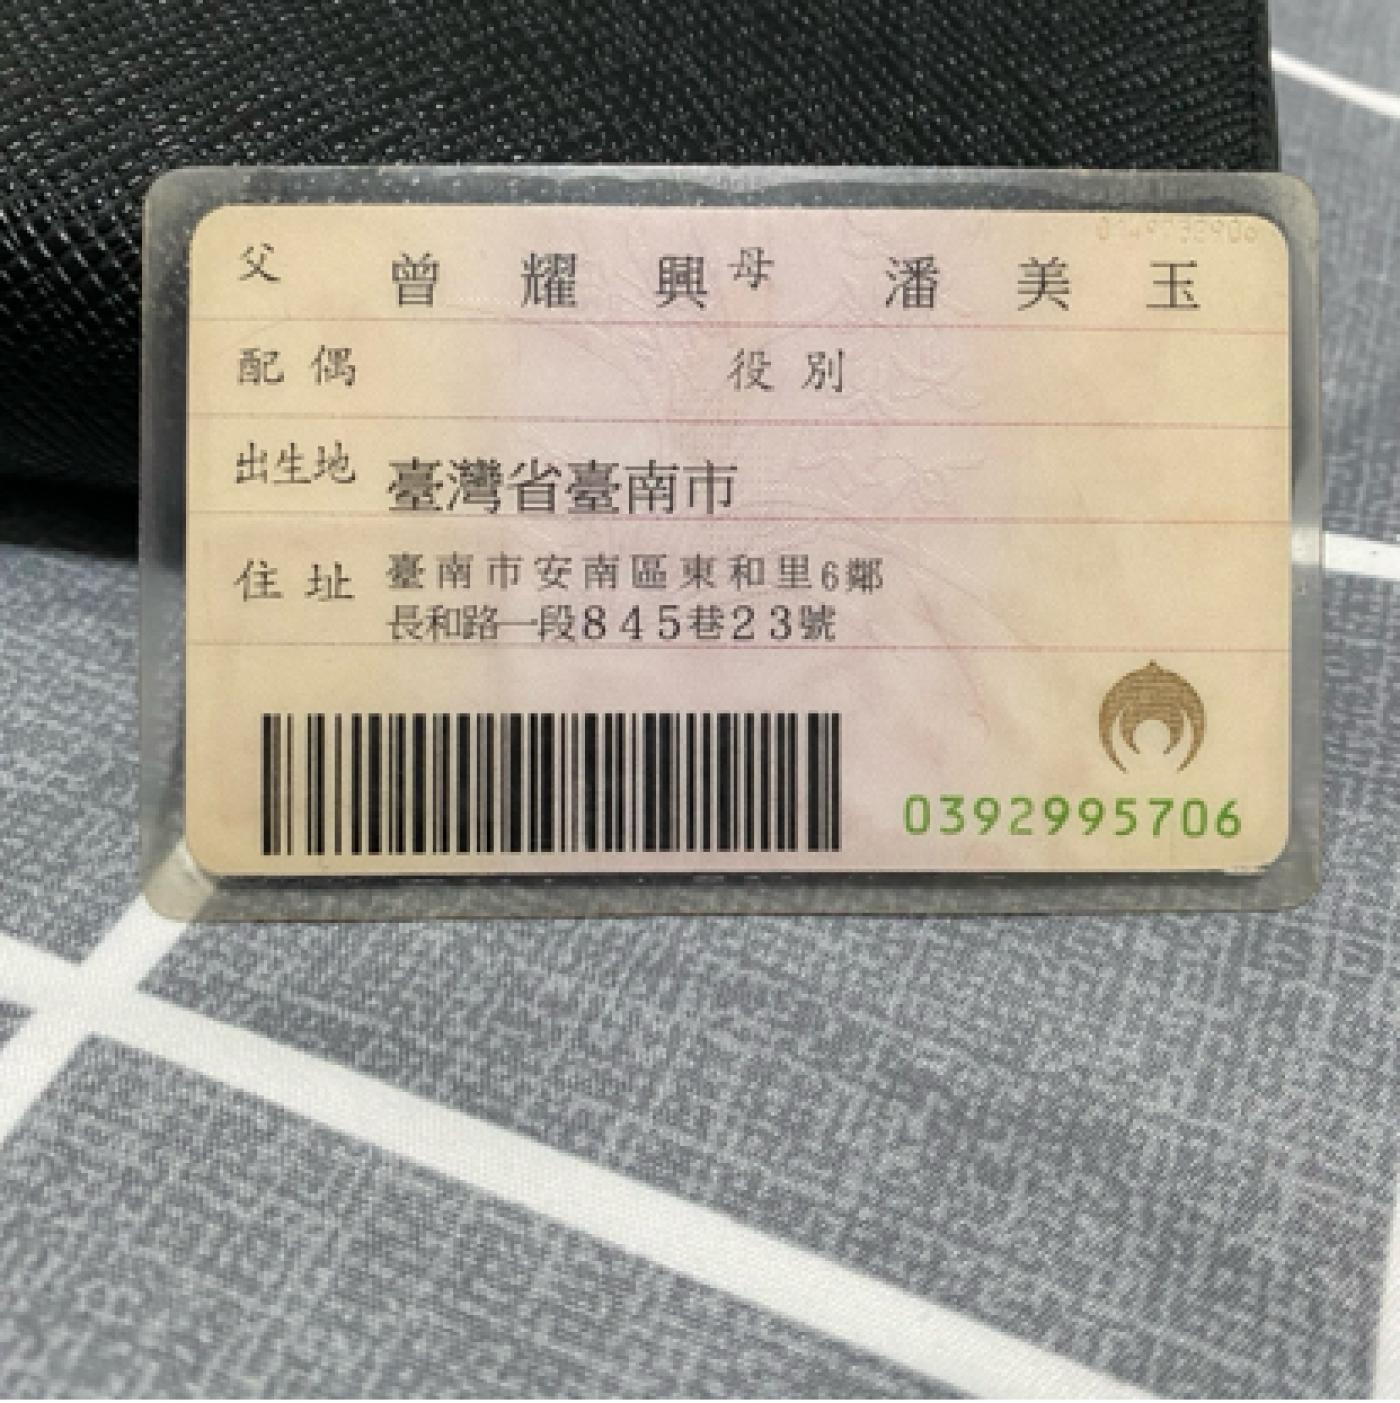 父 曾耀興 母 潘美玉
配偶 役別
出生地 臺灣省臺南市
住址 臺南市安南區東和里6鄰
長和路一段845巷23號
0392995706